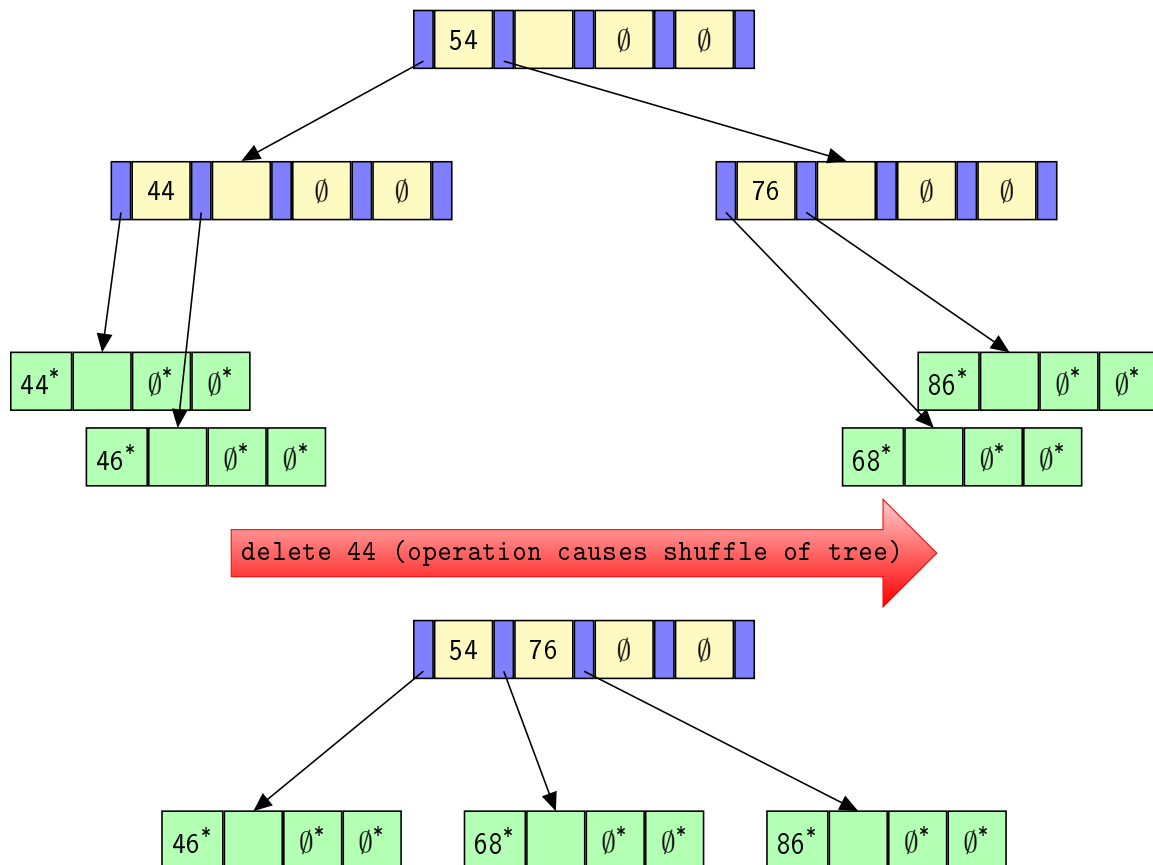 54 ∅ ∅
44 ∅ ∅
76 ∅ ∅
44* ∅* ∅*
86* ∅* ∅*
46* ∅* ∅*
68* ∅* ∅*
delete 44 (operation causes shuffle of tree)
54 76 ∅ ∅
46* ∅* ∅*
68* ∅* ∅*
86* ∅* ∅*